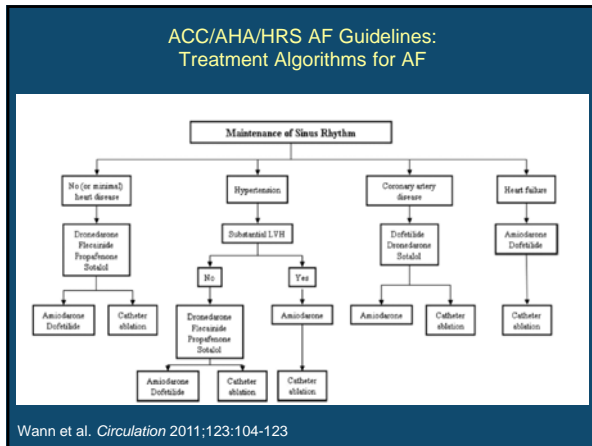 ACC/AHA/HRS AF Guidelines:
Treatment Algorithms for AF
Maintenance of Sinus Rhythm
No (or minimal)
heart disease
Hypertension
Coronary artery
disease
Heart failure
Dronedarone
Flecainide
Propafenone
Sotalol
Substantial LVH
Dofetilide
Dronedarone
Sotalol
Amiodarone
Dofetilide
No
Yes
Amiodarone
Dofetilide
Catheter
ablation
Dronedarone
Flecainide
Propafenone
Sotalol
Amiodarone
Amiodarone
Catheter
ablation
Catheter
ablation
Amiodarone
Dofetilide
Catheter
ablation
Catheter
ablation
Wann et al. Circulation 2011;123:104-123